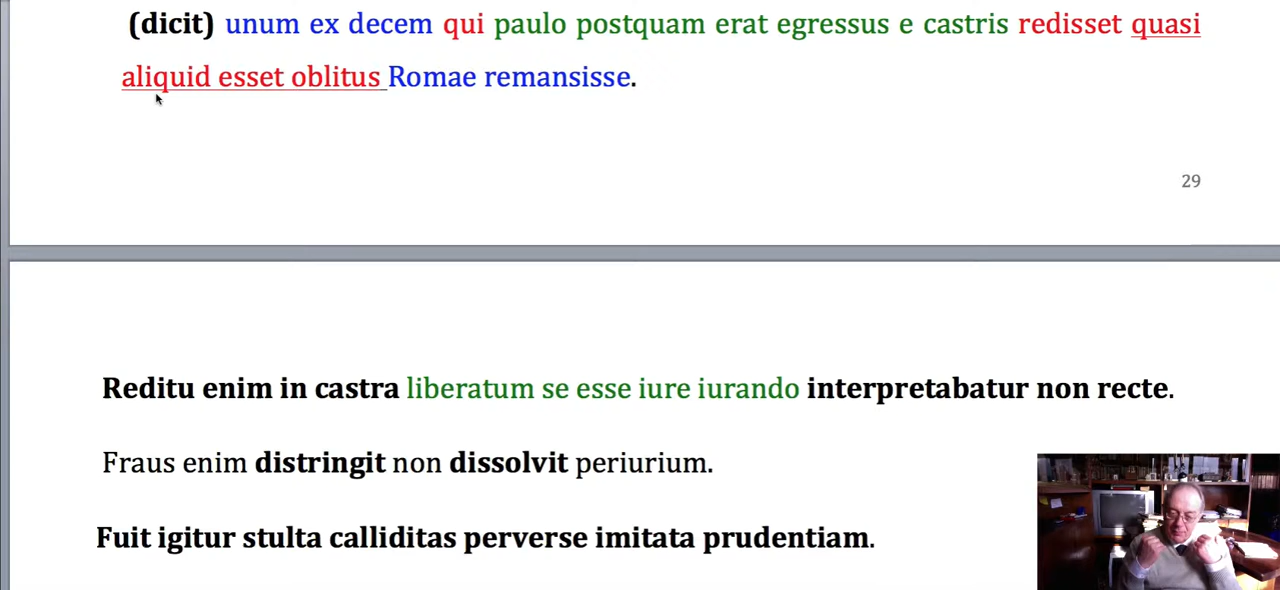 (dicit) unum ex decem qui paulo postquam erat egressus e castris redisset quasi
aliquid esset oblitus Romae remansisse.
29
Reditu enim in castra liberatum se esse iure iurando interpretabatur non recte.
Fraus enim distringit non dissolvit periurium.
Fuit igitur stulta calliditas perverse imitata prudentiam.